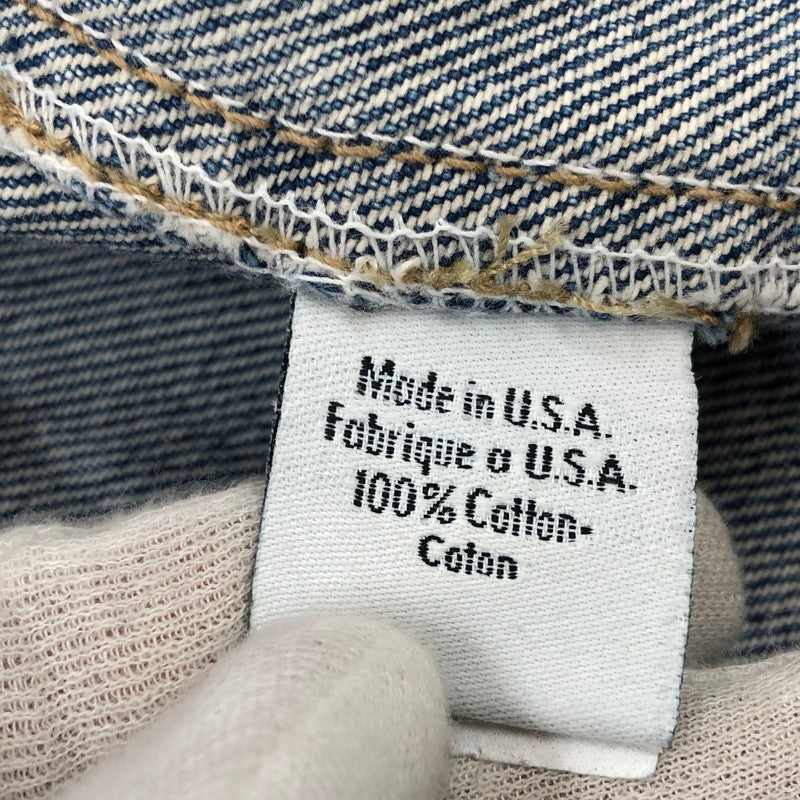 Made in U.S.A.
Fabrique a U.S.A.
100% Cotton-
Coton